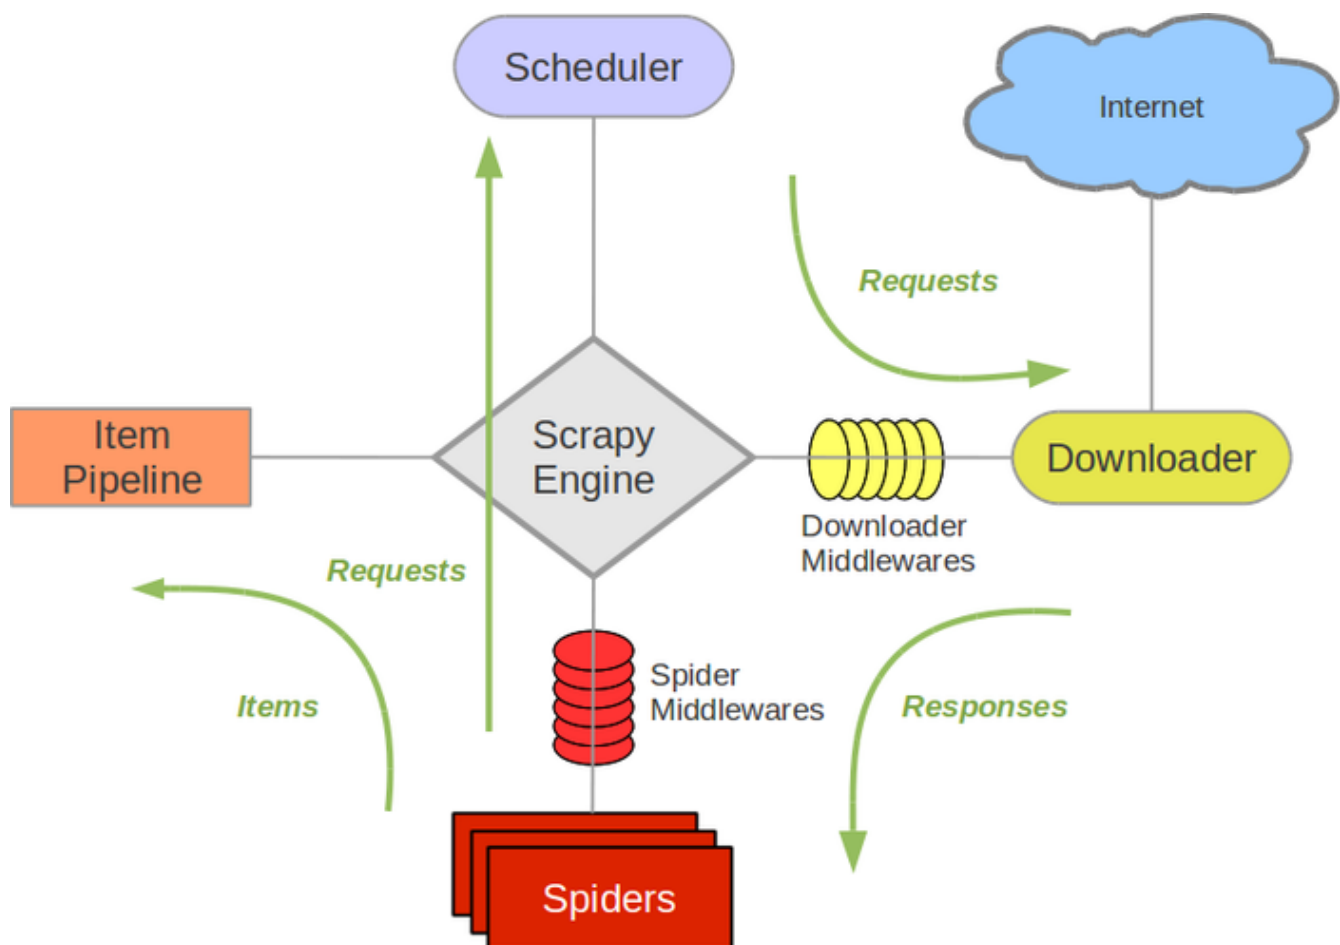 Scheduler
Internet
Requests
Item
Pipeline
Scrapy
Engine
Downloader
Downloader
Middlewares
Requests
Items
Spider
Middlewares
Responses
Spiders